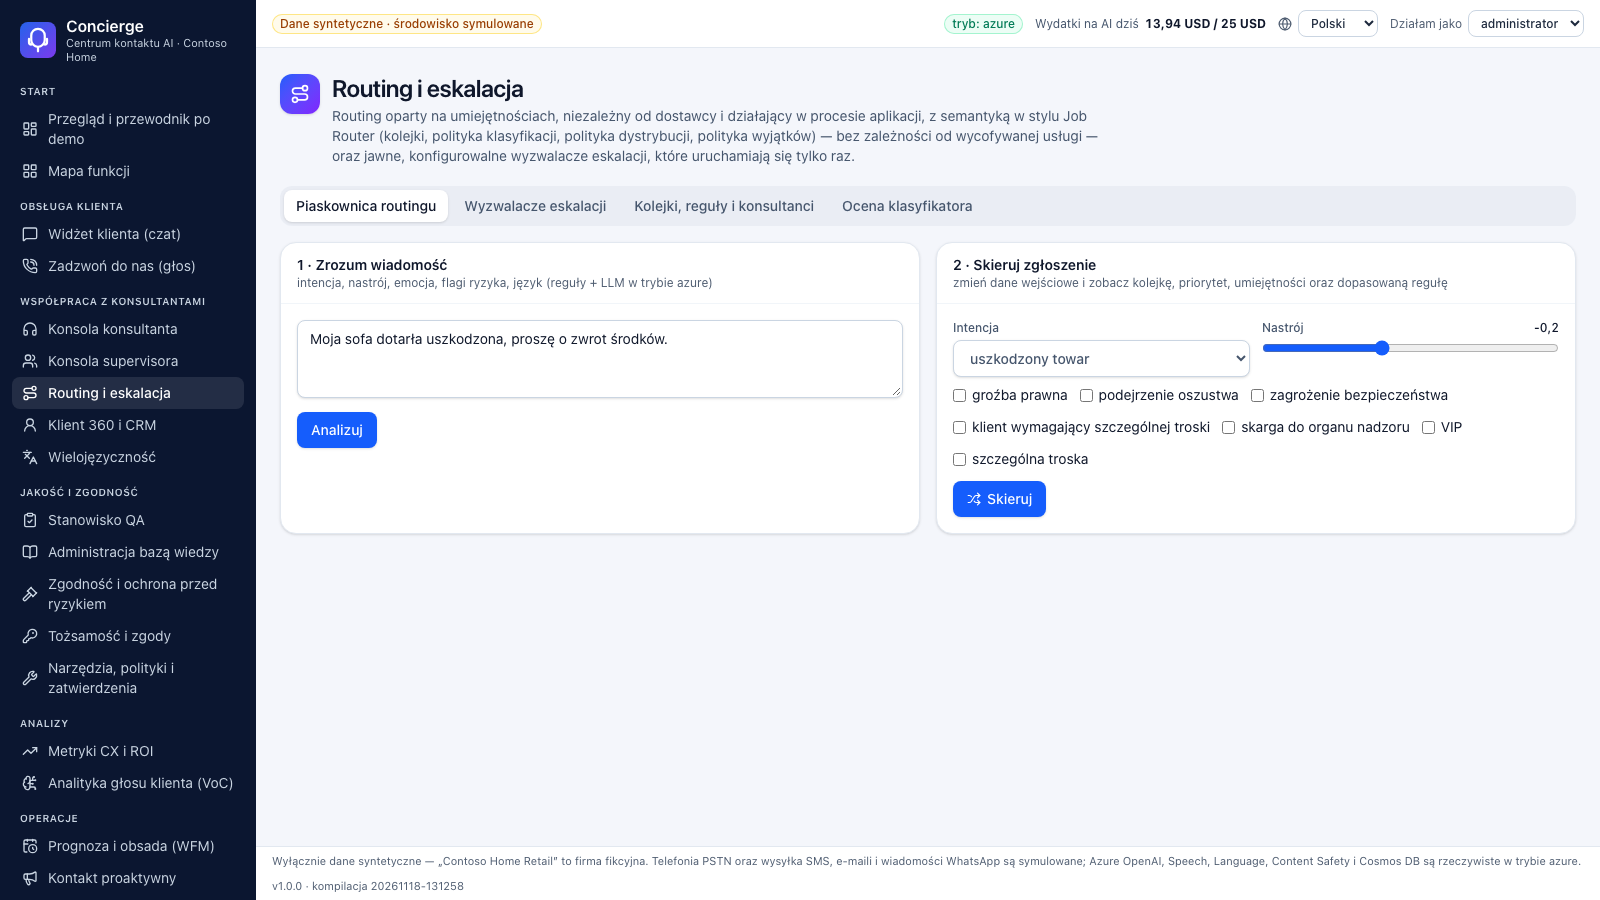 Concierge
Centrum kontaktu AI · Contoso
Home
START
Przegląd i przewodnik po
demo
Mapa funkcji
OBSŁUGA KLIENTA
Widżet klienta (czat)
Zadzwoń do nas (głos)
WSPÓŁPRACA Z KONSULTANTAMI
Konsola konsultanta
Konsola supervisora
Routing i eskalacja
Klient 360 i CRM
Wielojęzyczność
JAKOŚĆ I ZGODNOŚĆ
Stanowisko QA
Administracja bazą wiedzy
Zgodność i ochrona przed
ryzykiem
Tożsamość i zgody
Narzędzia, polityki i
zatwierdzenia
ANALIZY
Metryki CX i ROI
Analityka głosu klienta (VoC)
OPERACJE
Prognoza i obsada (WFM)
Kontakt proaktywny
Dane syntetyczne · środowisko symulowane
tryb: azure
Wydatki na AI dziś 13,94 USD / 25 USD
Polski
Działam jako
administrator
Routing i eskalacja
Routing oparty na umiejętnościach, niezależny od dostawcy i działający w procesie aplikacji, z semantyką w stylu Job
Router (kolejki, polityka klasyfikacji, polityka dystrybucji, polityka wyjątków) — bez zależności od wycofywanej usługi —
oraz jawne, konfigurowalne wyzwalacze eskalacji, które uruchamiają się tylko raz.
Piaskownica routingu
Wyzwalacze eskalacji
Kolejki, reguły i konsultanci
Ocena klasyfikatora
1 · Zrozum wiadomość
intencja, nastrój, emocja, flagi ryzyka, język (reguły + LLM w trybie azure)
Moja sofa dotarła uszkodzona, proszę o zwrot środków.
Analizuj
2 · Skieruj zgłoszenie
zmień dane wejściowe i zobacz kolejkę, priorytet, umiejętności oraz dopasowaną regułę
Intencja
uszkodzony towar
Nastrój
-0,2
groźba prawna
podejrzenie oszustwa
zagrożenie bezpieczeństwa
klient wymagający szczególnej troski
skarga do organu nadzoru
VIP
szczególna troska
Skieruj
Wyłącznie dane syntetyczne — „Contoso Home Retail” to firma fikcyjna. Telefonia PSTN oraz wysyłka SMS, e-maili i wiadomości WhatsApp są symulowane; Azure OpenAI, Speech, Language, Content Safety i Cosmos DB są rzeczywiste w trybie azure.
v1.0.0 · kompilacja 20261118-131258